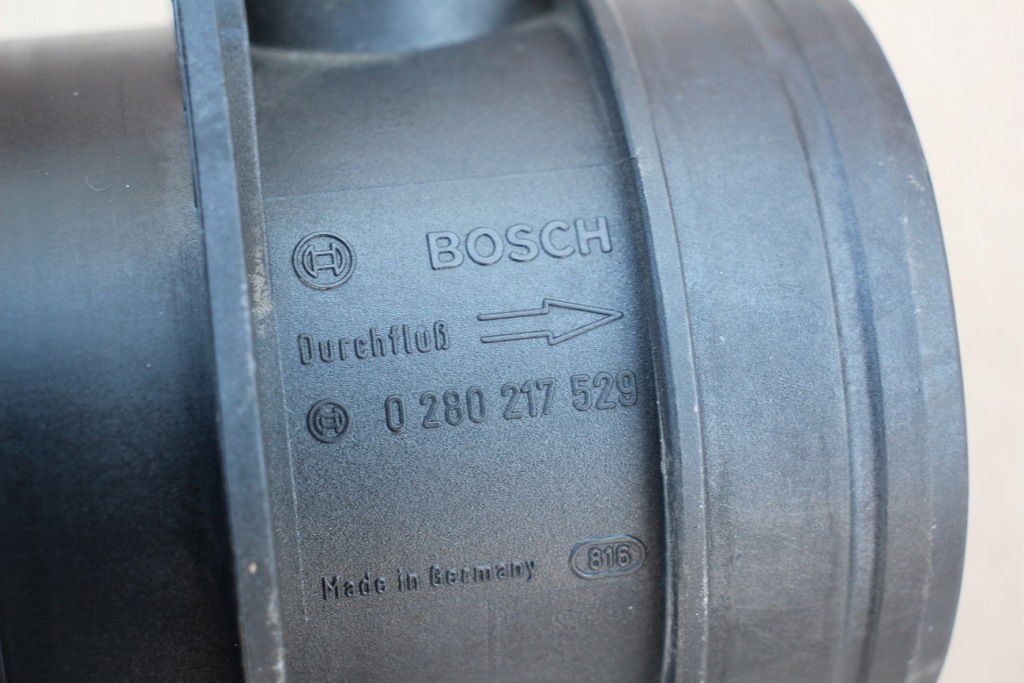 BOSCH
Durchfluß
0 280 217 529
Made in Germany 816